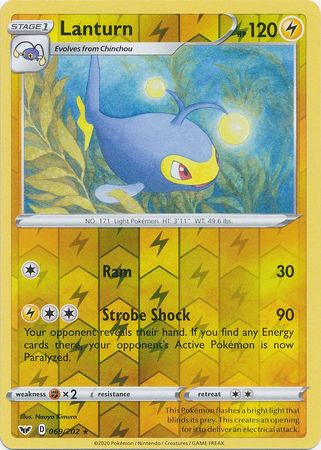 STAGE 1 Lanturn HP 120
Evolves from Chinchou
NO. 171 Light Pokémon HT: 3'11" WT: 49.6 lbs.
Ram 30
Strobe Shock 90
Your opponent reveals their hand. If you find any Energy
cards there, your opponent's Active Pokémon is now
Paralyzed.
weakness ×2 resistance retreat
Illus. Naoyo Kimura
D 069/202 ★
This Pokémon flashes a bright light that
blinds its prey. This creates an opening
for it to deliver an electrical attack.
©2020 Pokémon / Nintendo / Creatures / GAME FREAK